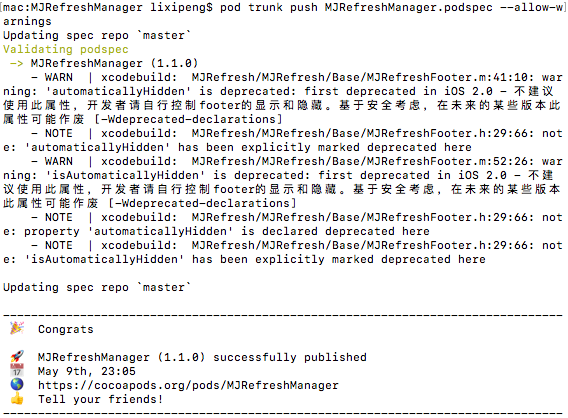 [mac:MJRefreshManager lixipeng$ pod trunk push MJRefreshManager.podspec --allow-w]
arnings
Updating spec repo `master`
Validating podspec
 -> MJRefreshManager (1.1.0)
    - WARN  | xcodebuild:  MJRefresh/MJRefresh/Base/MJRefreshFooter.m:41:10: war
ning: 'automaticallyHidden' is deprecated: first deprecated in iOS 2.0 - 不建议
使用此属性，开发者请自行控制footer的显示和隐藏。基于安全考虑，在未来的某些版本此
属性可能作废 [-Wdeprecated-declarations]
    - NOTE  | xcodebuild:  MJRefresh/MJRefresh/Base/MJRefreshFooter.h:29:66: not
e: 'automaticallyHidden' has been explicitly marked deprecated here
    - WARN  | xcodebuild:  MJRefresh/MJRefresh/Base/MJRefreshFooter.m:52:26: war
ning: 'isAutomaticallyHidden' is deprecated: first deprecated in iOS 2.0 - 不建
议使用此属性，开发者请自行控制footer的显示和隐藏。基于安全考虑，在未来的某些版本
此属性可能作废 [-Wdeprecated-declarations]
    - NOTE  | xcodebuild:  MJRefresh/MJRefresh/Base/MJRefreshFooter.h:29:66: not
e: property 'automaticallyHidden' is declared deprecated here
    - NOTE  | xcodebuild:  MJRefresh/MJRefresh/Base/MJRefreshFooter.h:29:66: not
e: 'isAutomaticallyHidden' has been explicitly marked deprecated here
Updating spec repo `master`
--------------------------------------------------------------------------------
 🎉  Congrats
 🚀  MJRefreshManager (1.1.0) successfully published
 📅  May 9th, 23:05
 🌎  https://cocoapods.org/pods/MJRefreshManager
 👍  Tell your friends!
--------------------------------------------------------------------------------